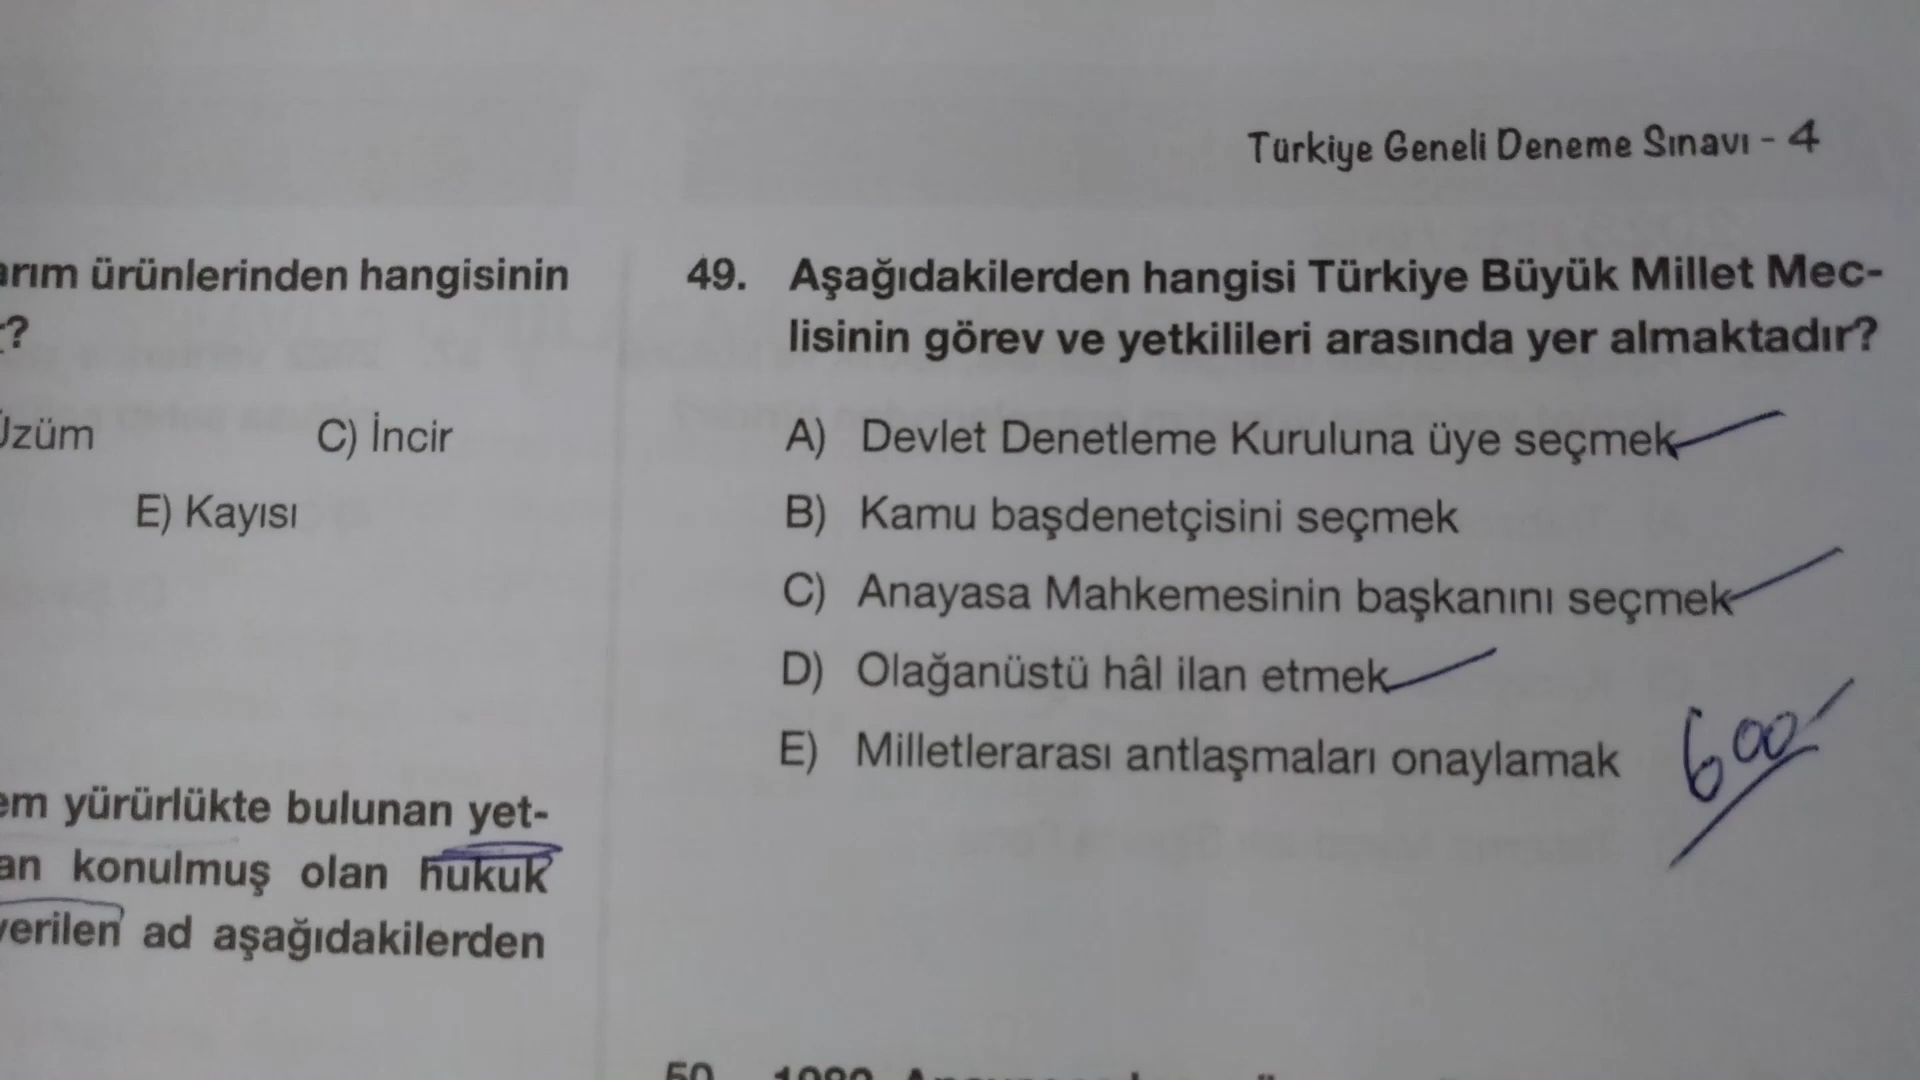 Türkiye Geneli Deneme Sınavı - 4
arım ürünlerinden hangisinin
?
Üzüm C) İncir
E) Kayısı
em yürürlükte bulunan yet-
an konulmuş olan hukuk
verilen ad aşağıdakilerden
49. Aşağıdakilerden hangisi Türkiye Büyük Millet Mec-
lisinin görev ve yetkilileri arasında yer almaktadır?
A) Devlet Denetleme Kuruluna üye seçmek
B) Kamu başdenetçisini seçmek
C) Anayasa Mahkemesinin başkanını seçmek
D) Olağanüstü hâl ilan etmek
E) Milletlerarası antlaşmaları onaylamak
600
50.